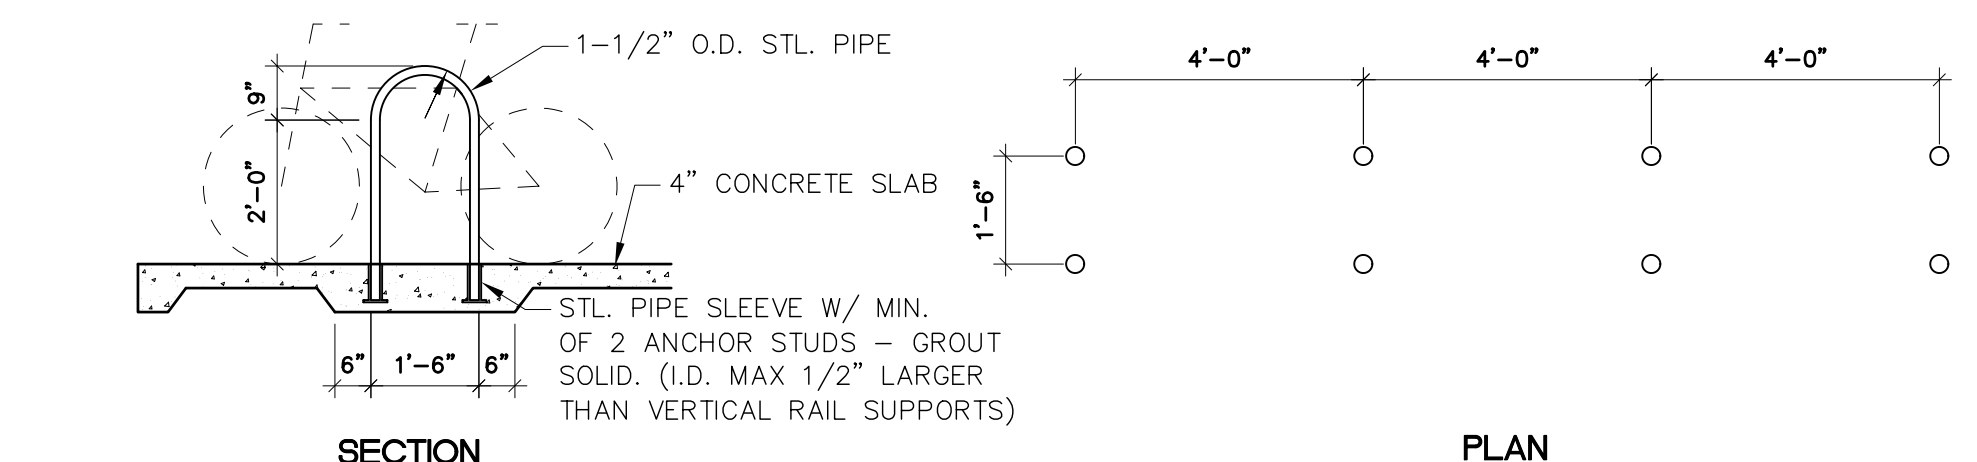 1-1/2” O.D. STL. PIPE
9”
2’-0”
4” CONCRETE SLAB
STL. PIPE SLEEVE W/ MIN.
OF 2 ANCHOR STUDS – GROUT
SOLID. (I.D. MAX 1/2” LARGER
THAN VERTICAL RAIL SUPPORTS)
6” 1’-6” 6”
SECTION
4’-0” 4’-0” 4’-0”
1’-6”
PLAN